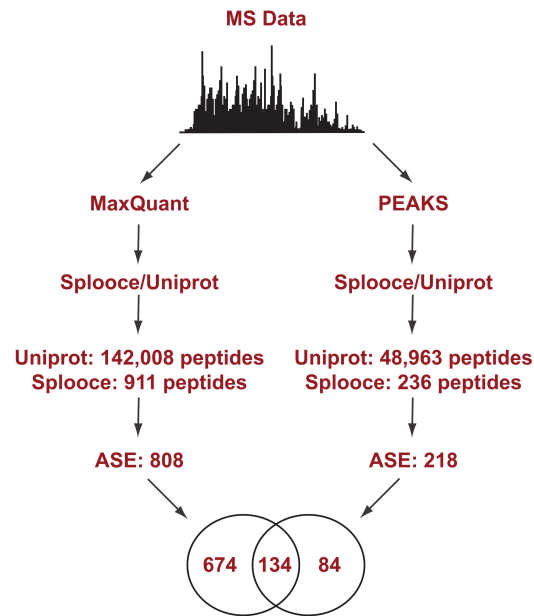 MS Data
MaxQuant
PEAKS
Splooce/Uniprot
Splooce/Uniprot
Uniprot: 142,008 peptides
Splooce: 911 peptides
Uniprot: 48,963 peptides
Splooce: 236 peptides
ASE: 808
ASE: 218
674
134
84